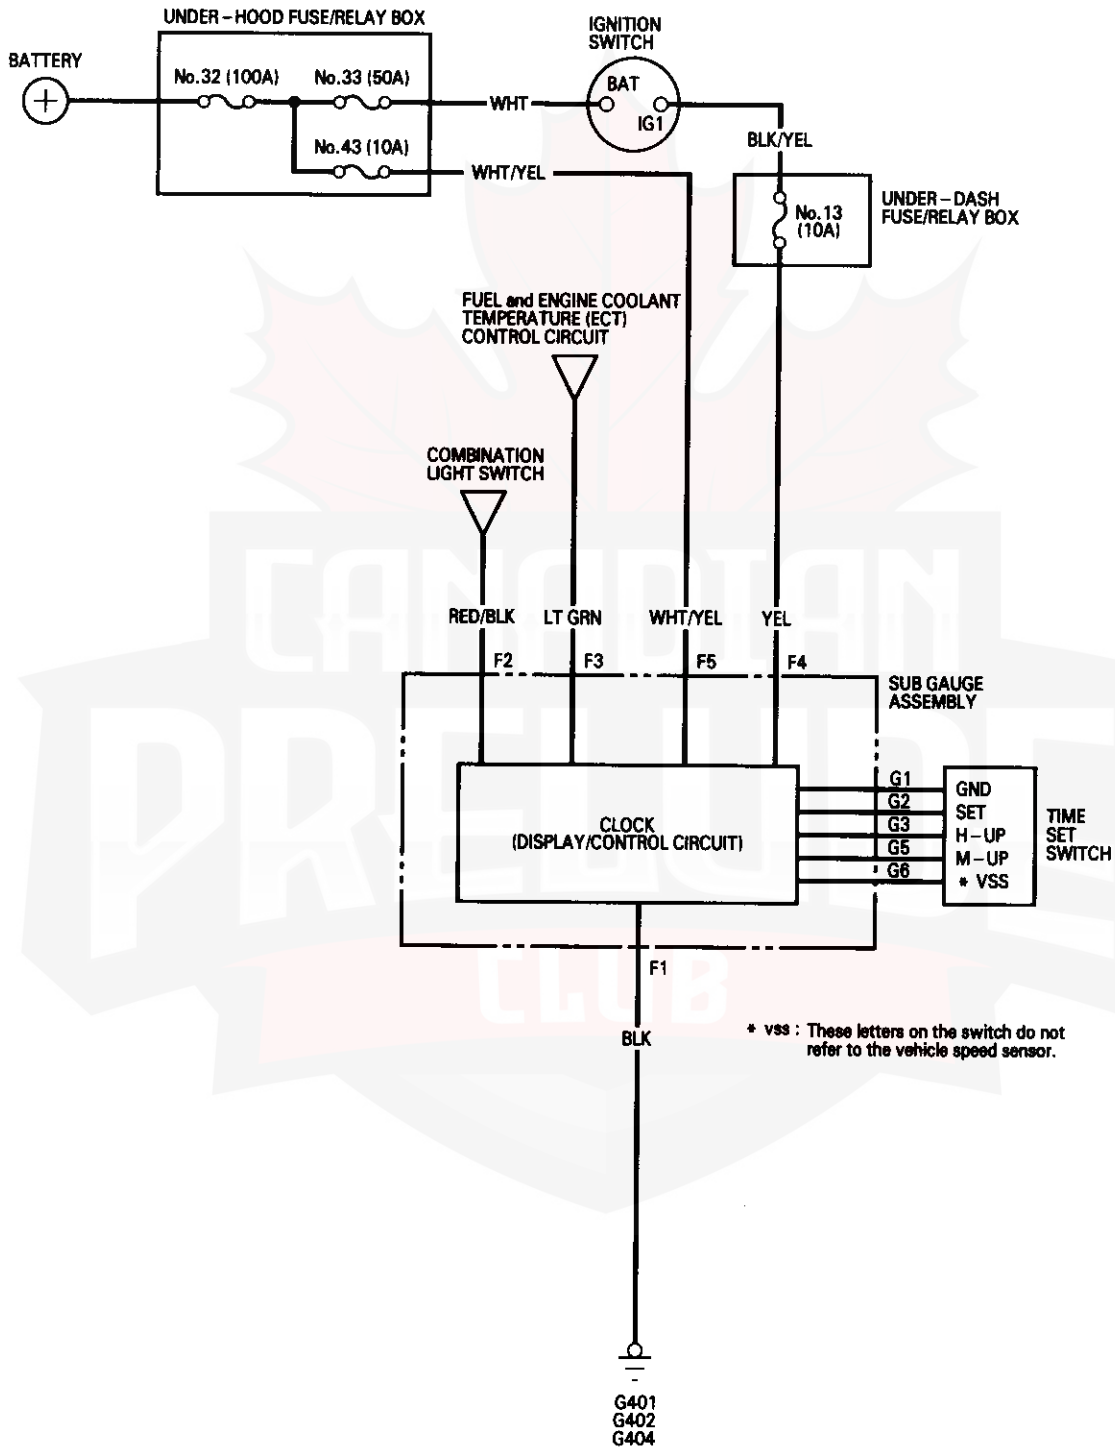 UNDER-HOOD FUSE/RELAY BOX
BATTERY
No.32 (100A)
No.33 (50A)
No.43 (10A)
WHT
WHT/YEL
IGNITION
SWITCH
BAT
IG1
BLK/YEL
No.13
(10A)
UNDER-DASH
FUSE/RELAY BOX
FUEL and ENGINE COOLANT
TEMPERATURE (ECT)
CONTROL CIRCUIT
COMBINATION
LIGHT SWITCH
RED/BLK
LT GRN
WHT/YEL
YEL
F2
F3
F5
F4
SUB GAUGE
ASSEMBLY
CLOCK
(DISPLAY/CONTROL CIRCUIT)
G1
G2
G3
G5
G6
GND
SET
H-UP
M-UP
* VSS
TIME
SET
SWITCH
F1
BLK
* vss : These letters on the switch do not
refer to the vehicle speed sensor.
G401
G402
G404
CANADIAN
PRELUDE
CLUB